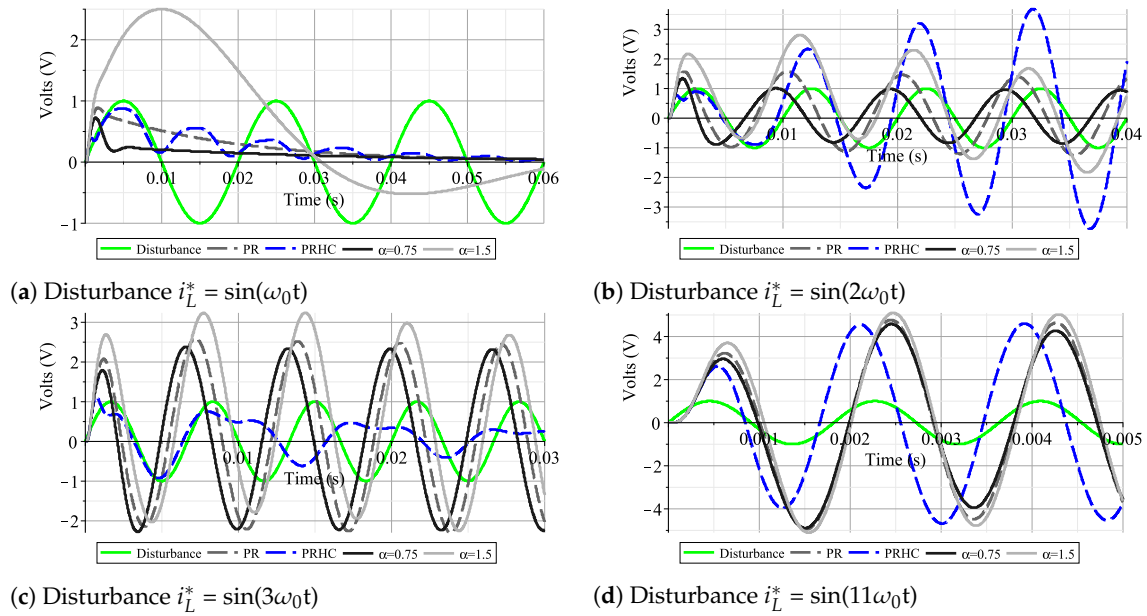 Volts (V)
2
1
0
−1
0.01
0.02
0.03
0.04
0.05
0.06
Time (s)
Disturbance PR PRHC α=0.75 α=1.5
(a) Disturbance i*L = sin(ω0t)
Volts (V)
3
2
1
0
−1
−2
−3
0.01
0.02
0.03
0.04
Time (s)
Disturbance PR PRHC α=0.75 α=1.5
(b) Disturbance i*L = sin(2ω0t)
Volts (V)
3
2
1
0
−1
−2
0.01
0.02
0.03
Time (s)
Disturbance PR PRHC α=0.75 α=1.5
(c) Disturbance i*L = sin(3ω0t)
Volts (V)
4
2
0
−2
−4
0.001
0.002
0.003
0.004
0.005
Time (s)
Disturbance PR PRHC α=0.75 α=1.5
(d) Disturbance i*L = sin(11ω0t)